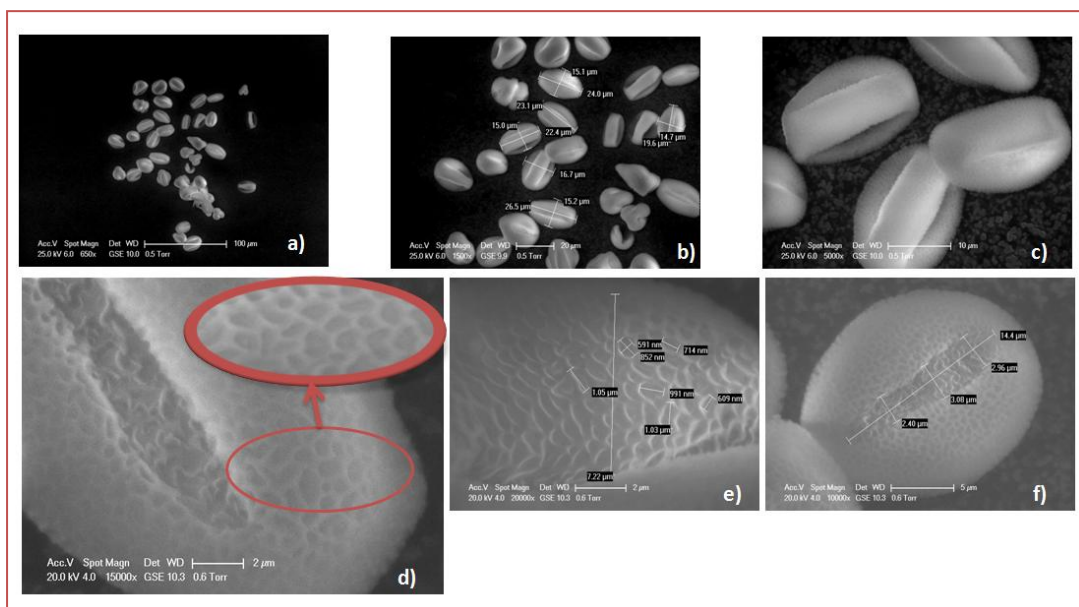 Acc.V Spot Magn Det WD 100 µm
25.0 kV 6.0 650x GSE 10.0 0.5 Torr
a)
15.1 µm
24.0 µm
23.1 µm
15.0 µm
22.4 µm
14.7 µm
19.6 µm
16.7 µm
26.5 µm
15.2 µm
Acc.V Spot Magn Det WD 20 µm
25.0 kV 6.0 1500x GSE 9.9 0.5 Torr
b)
Acc.V Spot Magn Det WD 10 µm
25.0 kV 6.0 5000x GSE 10.0 0.5 Torr
c)
Acc.V Spot Magn Det WD 2 µm
20.0 kV 4.0 15000x GSE 10.3 0.6 Torr
d)
591 nm
714 nm
852 nm
1.05 µm
991 nm
609 nm
1.03 µm
7.22 µm
Acc.V Spot Magn Det WD 2 µm
20.0 kV 4.0 20000x GSE 10.3 0.6 Torr
e)
14.4 µm
2.96 µm
3.08 µm
2.40 µm
Acc.V Spot Magn Det WD 5 µm
20.0 kV 4.0 10000x GSE 10.3 0.6 Torr
f)